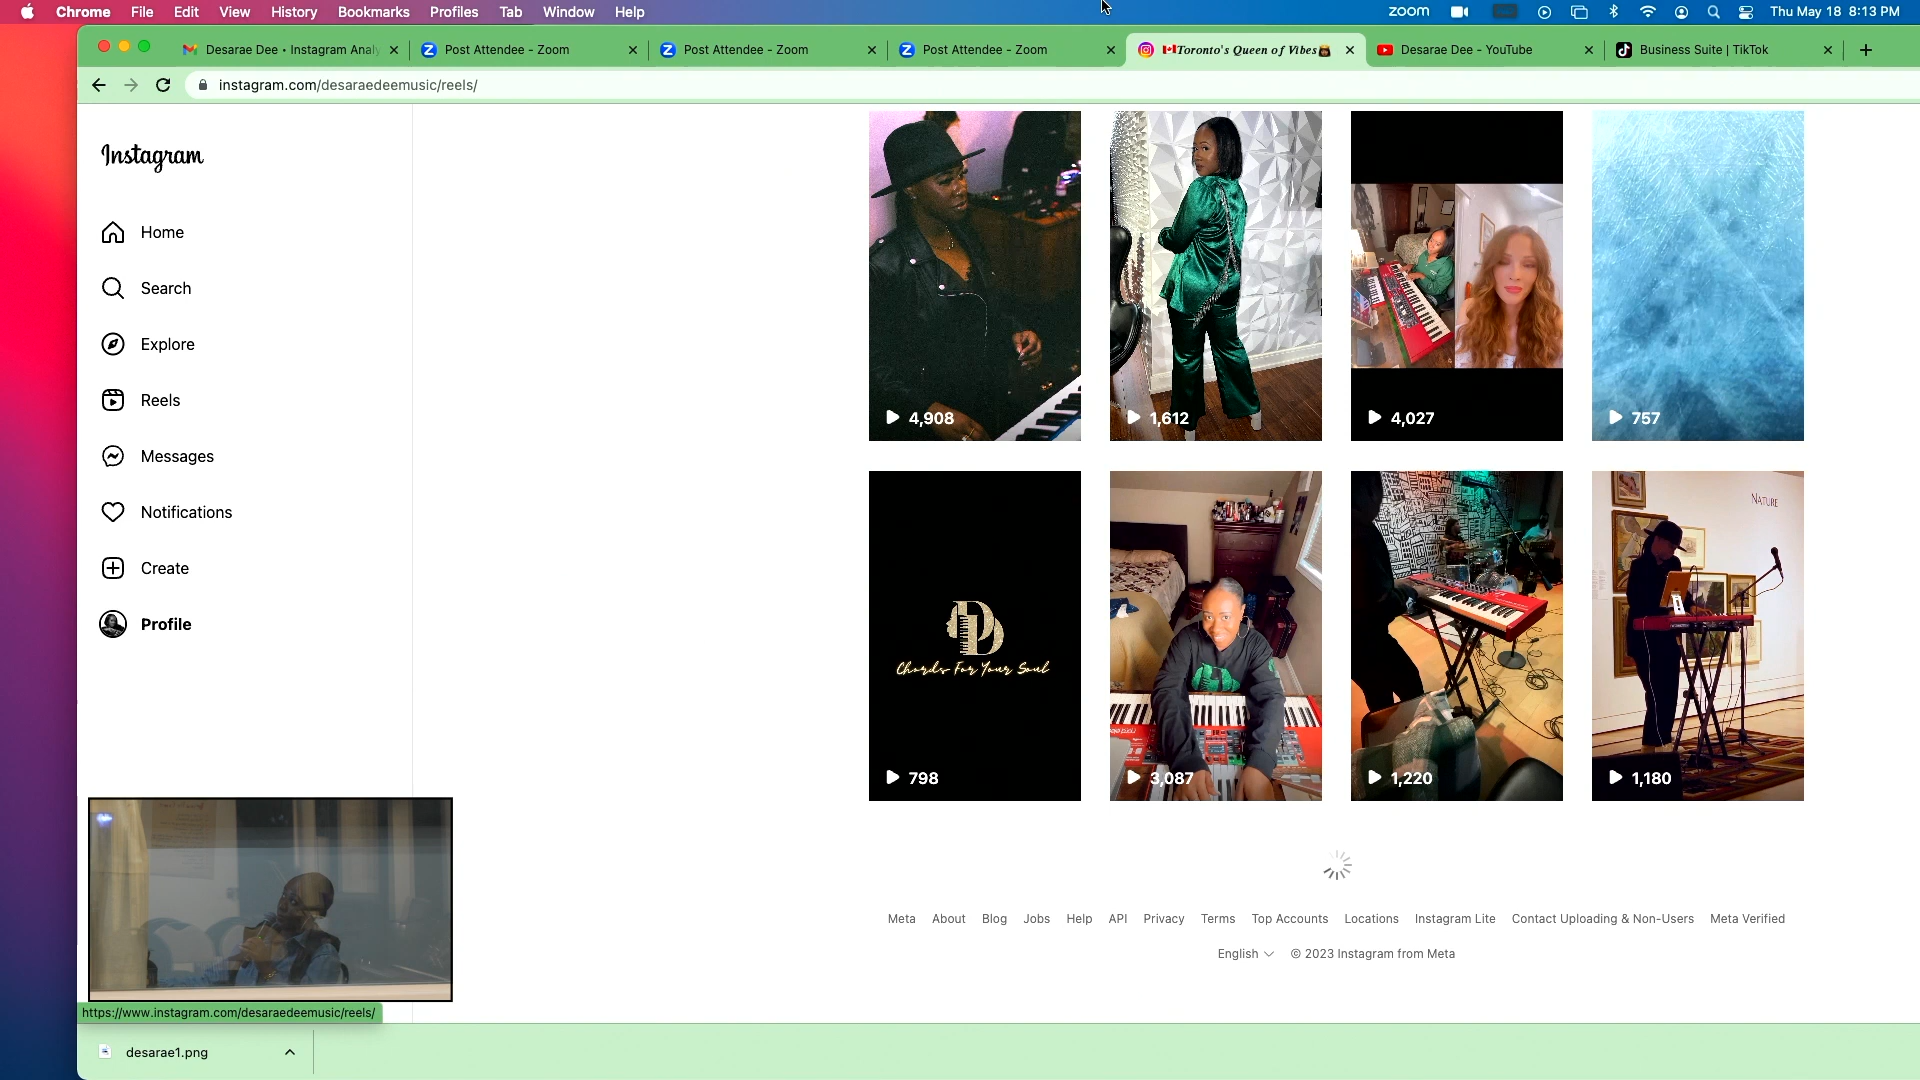 Chrome File Edit View History Bookmarks Profiles Tab Window Help zoom Thu May 18 8:13 PM
Desarae Dee • Instagram Analy
Post Attendee - Zoom
Post Attendee - Zoom
Post Attendee - Zoom
Toronto's Queen of Vibes
Desarae Dee - YouTube
Business Suite | TikTok
instagram.com/desaraedeemusic/reels/
Instagram
Home
Search
Explore
Reels
Messages
Notifications
Create
Profile
4,908
1,612
4,027
757
NATURE
DD
Chords For Your Soul
798
3,087
1,220
1,180
Meta About Blog Jobs Help API Privacy Terms Top Accounts Locations Instagram Lite Contact Uploading & Non-Users Meta Verified
English © 2023 Instagram from Meta
https://www.instagram.com/desaraedeemusic/reels/
desarae1.png